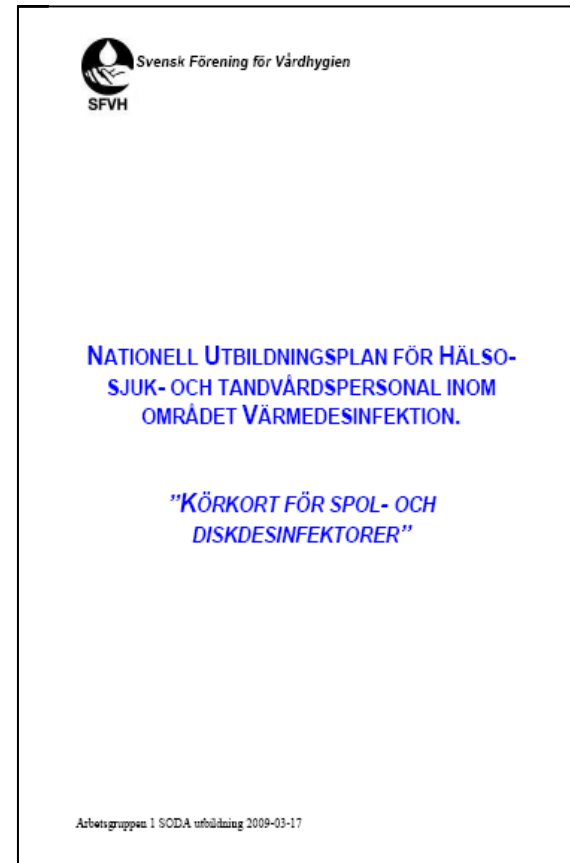 Svensk Förening för Vårdhygien
SFVH
NATIONELL UTBILDNINGSPLAN FÖR HÄLSO-
SJUK- OCH TANDVÅRDSPERSONAL INOM
OMRÅDET VÄRMEDESINFEKTION.
”KÖRKORT FÖR SPOL- OCH
DISKDESINFEKTORER”
Arbetsgruppen 1 SODA utbildning 2009-03-17